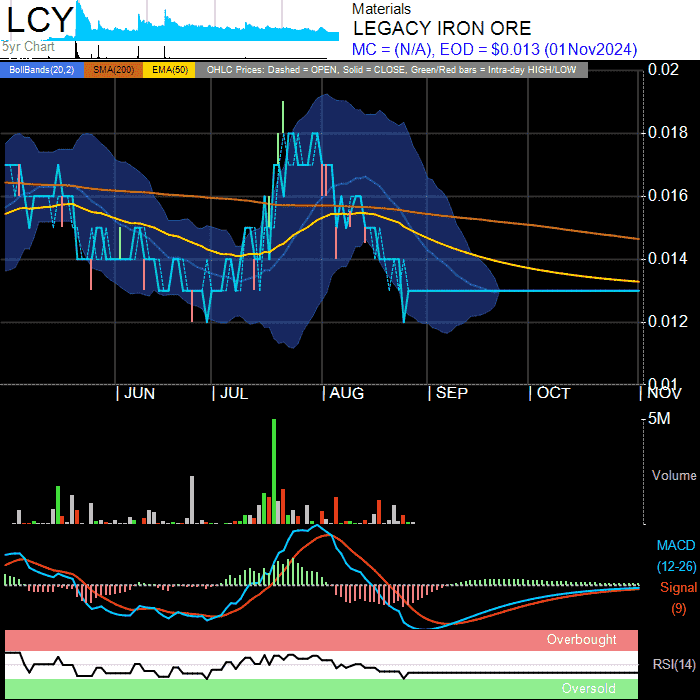 LCY
5yr Chart
Materials
LEGACY IRON ORE
MC = (N/A), EOD = $0.013 (01Nov2024)
BollBands(20,2) SMA(200) EMA(50) OHLC Prices: Dashed = OPEN, Solid = CLOSE, Green/Red bars = Intra-day HIGH/LOW
0.02
0.018
0.016
0.014
0.012
0.01
JUN JUL AUG SEP OCT NOV
5M
Volume
MACD
(12-26)
Signal
(9)
Overbought
RSI(14)
Oversold